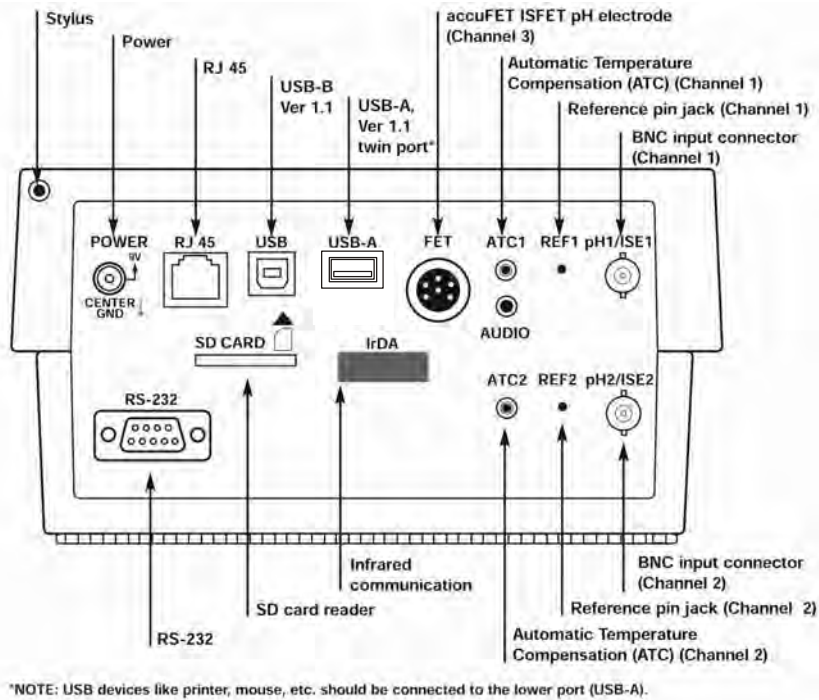 Stylus
Power
RJ 45
USB-B
Ver 1.1
USB-A,
Ver 1.1
twin port*
accuFET ISFET pH electrode
(Channel 3)
Automatic Temperature
Compensation (ATC) (Channel 1)
Reference pin jack (Channel 1)
BNC input connector
(Channel 1)
POWER RJ 45 USB USB-A FET ATC1 REF1 pH1/ISE1
9V
CENTER
GND
AUDIO
SD CARD
IrDA
ATC2 REF2 pH2/ISE2
RS-232
Infrared
communication
BNC input connector
(Channel 2)
SD card reader
Reference pin jack (Channel 2)
RS-232
Automatic Temperature
Compensation (ATC) (Channel 2)
*NOTE: USB devices like printer, mouse, etc. should be connected to the lower port (USB-A).